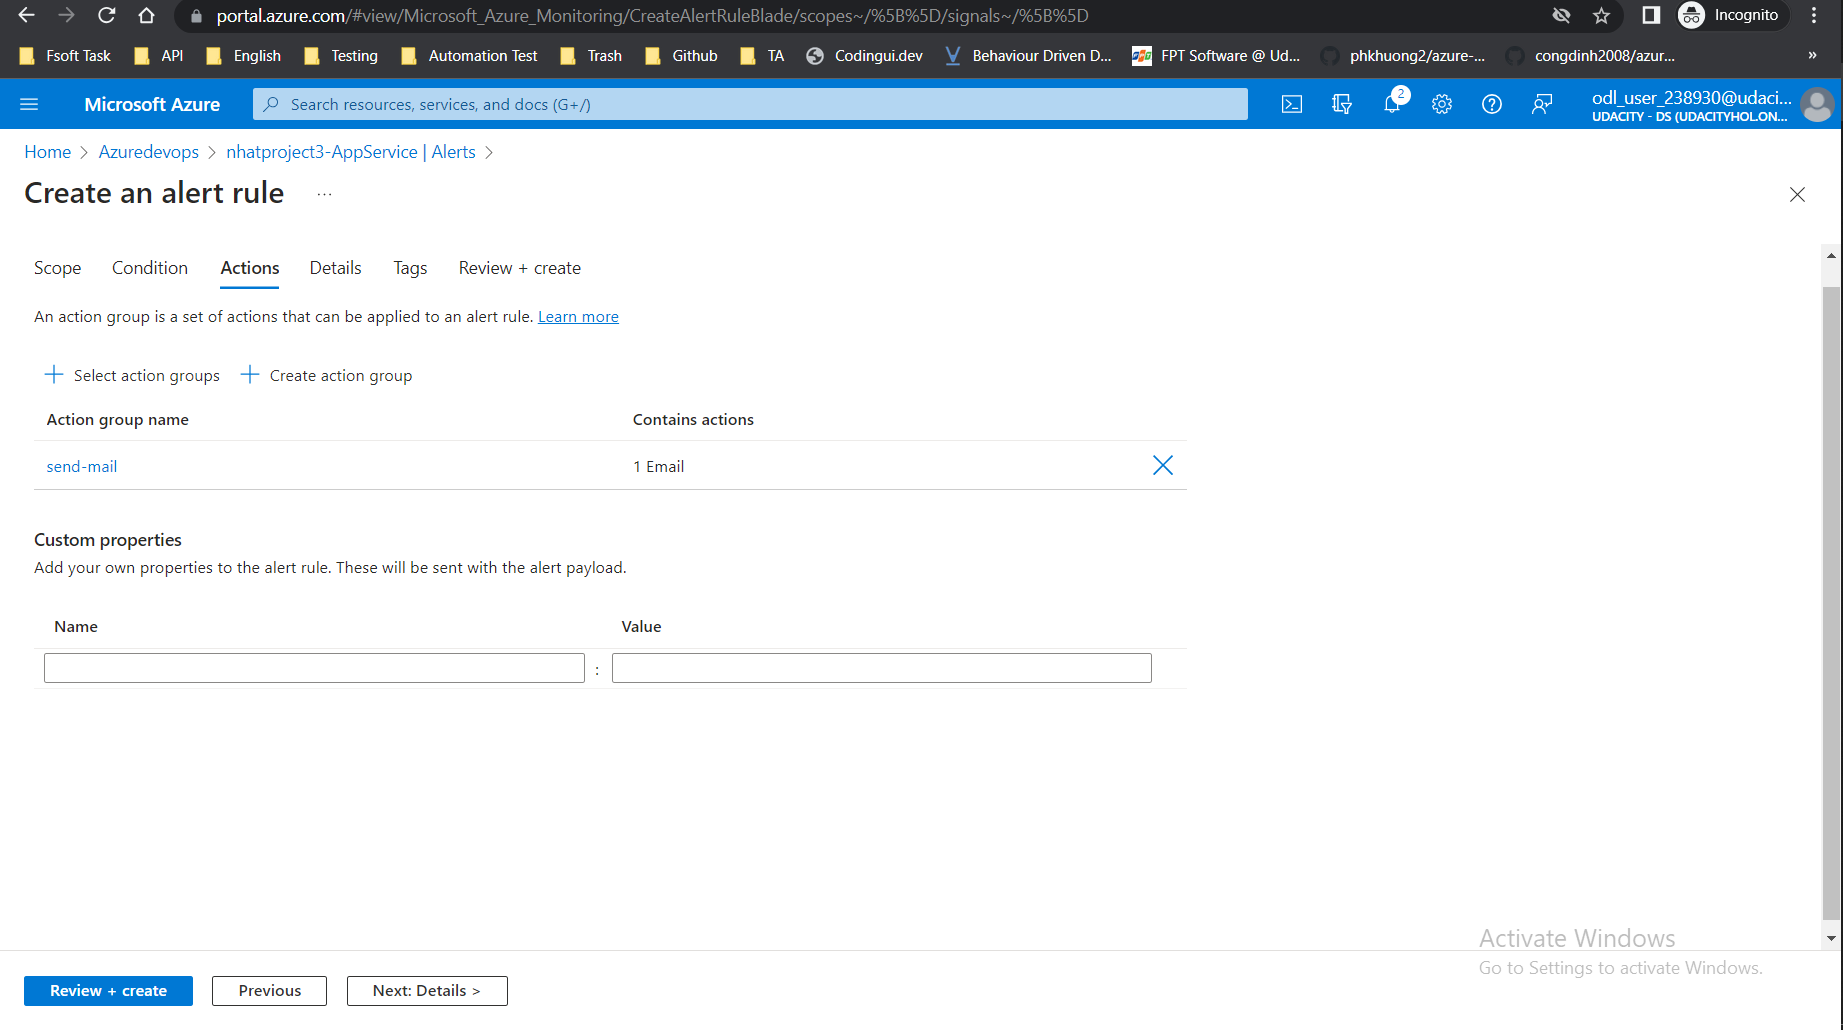 portal.azure.com/#view/Microsoft_Azure_Monitoring/CreateAlertRuleBlade/scopes~/%5B%5D/signals~/%5B%5D
Incognito
Fsoft Task API English Testing Automation Test Trash Github TA Codingui.dev Behaviour Driven D... FPT Software @ Ud... phkhuong2/azure-... congdinh2008/azur... »
Microsoft Azure
Search resources, services, and docs (G+/)
2
odl_user_238930@udaci...
UDACITY - DS (UDACITYHOL.ON...
Home > Azuredevops > nhatproject3-AppService | Alerts >
Create an alert rule ...
Scope Condition Actions Details Tags Review + create
An action group is a set of actions that can be applied to an alert rule. Learn more
+ Select action groups + Create action group
Action group name Contains actions
send-mail 1 Email
Custom properties
Add your own properties to the alert rule. These will be sent with the alert payload.
Name Value
:
Activate Windows
Go to Settings to activate Windows.
Review + create Previous Next: Details >